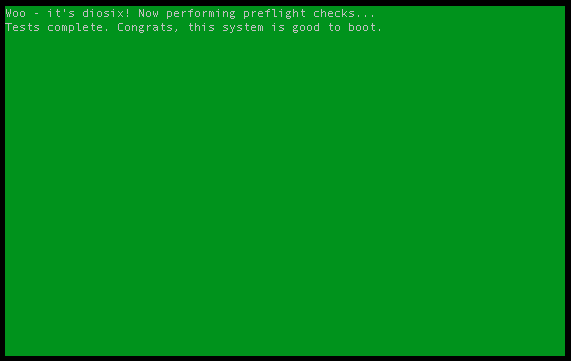 Woo - it's diosix! Now performing preflight checks...
Tests complete. Congrats, this system is good to boot.